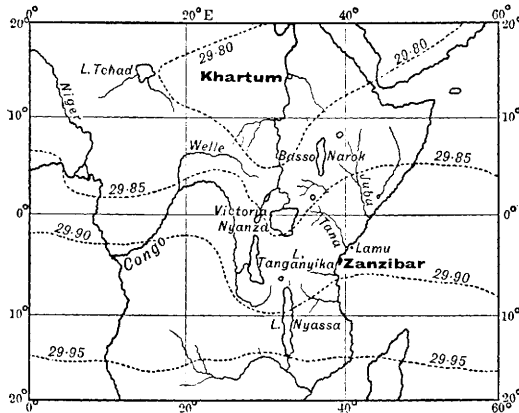 0° 20° E 40° 60°
20° 20°
29·80 29·80
L.Tchad
Khartum
Niger
10° 10°
Welle
Basso Narok
29·85 29·85
Juba
Victoria
Nyanza
0° 0°
29·90
Tana
Lamu
Congo
L.
Tanganyika
Zanzibar
29·90
10° 10°
L. Nyassa
29·95 29·95
20° 20°
0° 20° 40° 60°